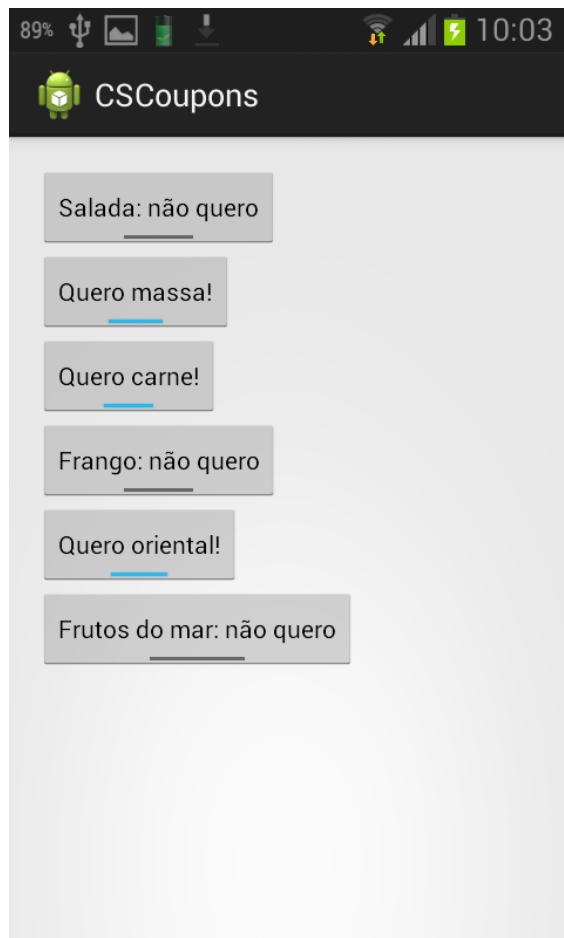 89% 10:03
CSCoupons
Salada: não quero
Quero massa!
Quero carne!
Frango: não quero
Quero oriental!
Frutos do mar: não quero